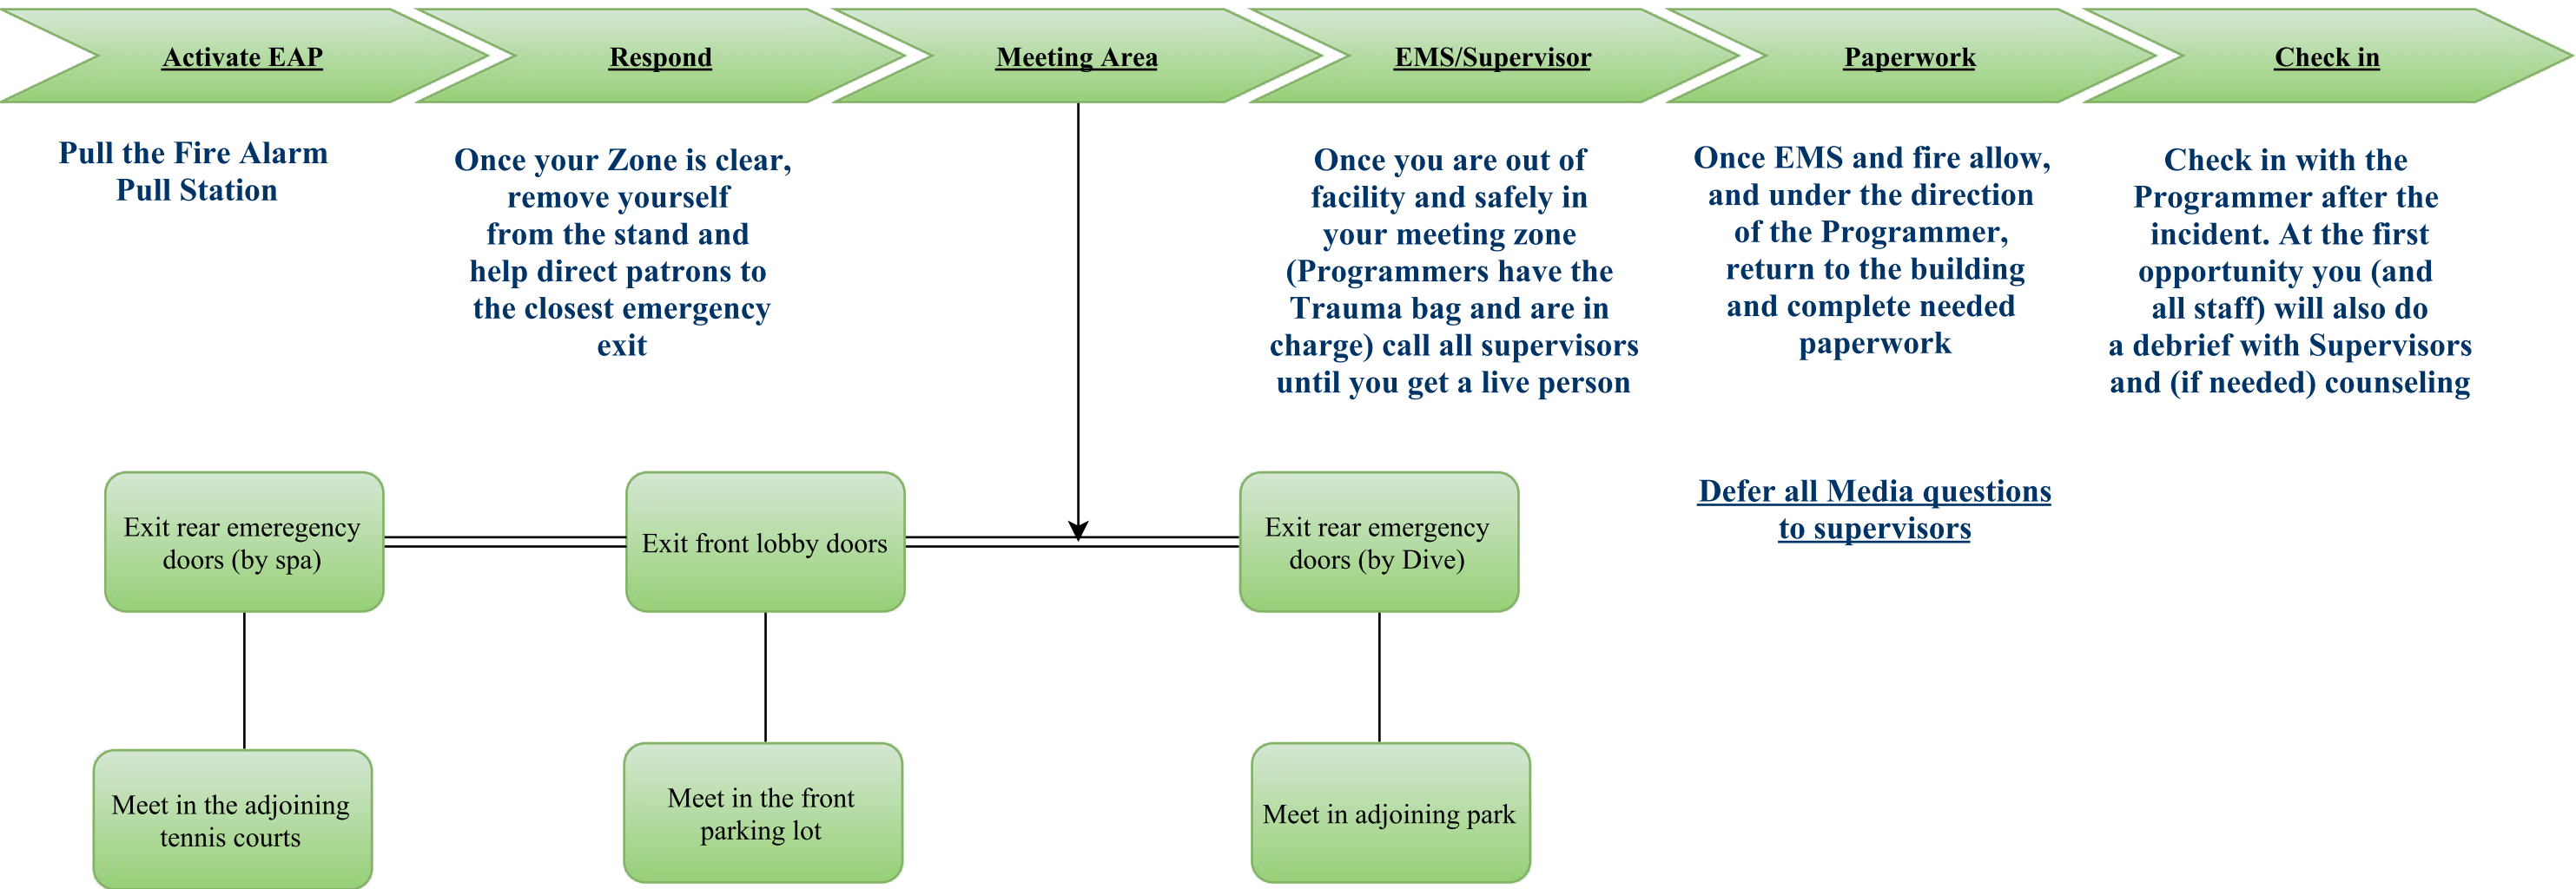 Activate EAP
Respond
Meeting Area
EMS/Supervisor
Paperwork
Check in
Pull the Fire Alarm
Pull Station
Once your Zone is clear,
remove yourself
from the stand and
help direct patrons to
the closest emergency
exit
Once you are out of
facility and safely in
your meeting zone
(Programmers have the
Trauma bag and are in
charge) call all supervisors
until you get a live person
Once EMS and fire allow,
and under the direction
of the Programmer,
return to the building
and complete needed
paperwork
Defer all Media questions
to supervisors
Check in with the
Programmer after the
incident. At the first
opportunity you (and
all staff) will also do
a debrief with Supervisors
and (if needed) counseling
Exit rear emeregency
doors (by spa)
Exit front lobby doors
Exit rear emergency
doors (by Dive)
Meet in the adjoining
tennis courts
Meet in the front
parking lot
Meet in adjoining park